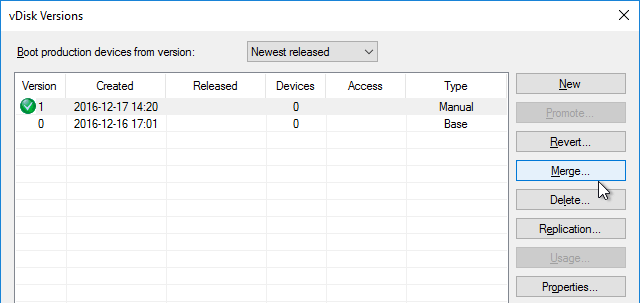 vDisk Versions
Boot production devices from version: Newest released
Version Created Released Devices Access Type
1 2016-12-17 14:20 0 Manual
0 2016-12-16 17:01 0 Base
New
Promote...
Revert...
Merge...
Delete...
Replication...
Usage...
Properties...